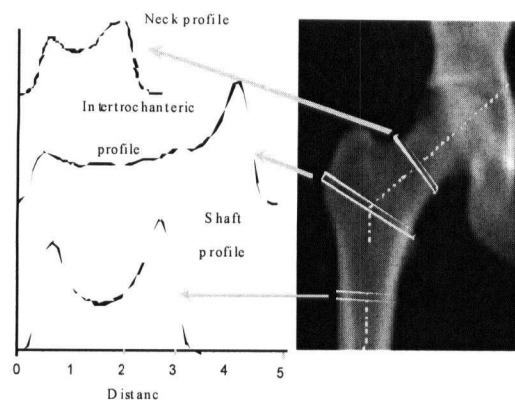 Neck profile
Intertrochanteric
profile
Shaft
profile
0 1 2 3 4 5
Distanc